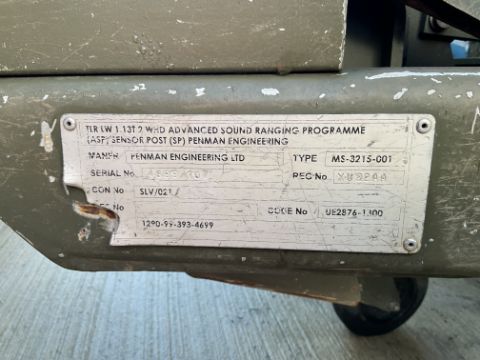 TLR LW 1.13T 2 WHD ADVANCED SOUND RANGING PROGRAMME
(ASP) SENSOR POST (SP) PENMAN ENGINEERING
MANFR PENMAN ENGINEERING LTD TYPE MS-3215-001
SERIAL No REG No
CON No SLV/021/
CODE No UE2876-1300
1290-99-393-4699